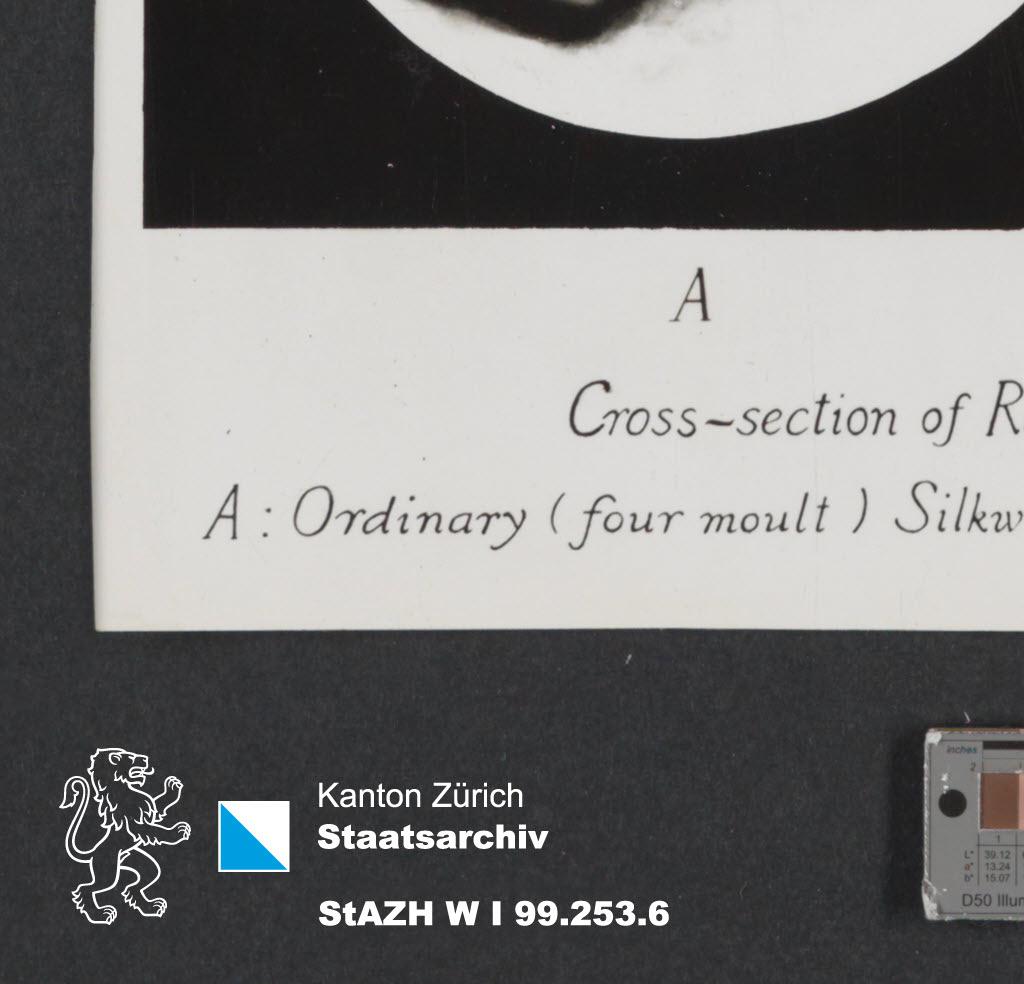 A
Cross-section of R
A: Ordinary (four moult) Silkw
Kanton Zürich
Staatsarchiv
StAZH W I 99.253.6
inches
2
1
L* 39.12
a* 13.24
b* 15.07
D50 Illum